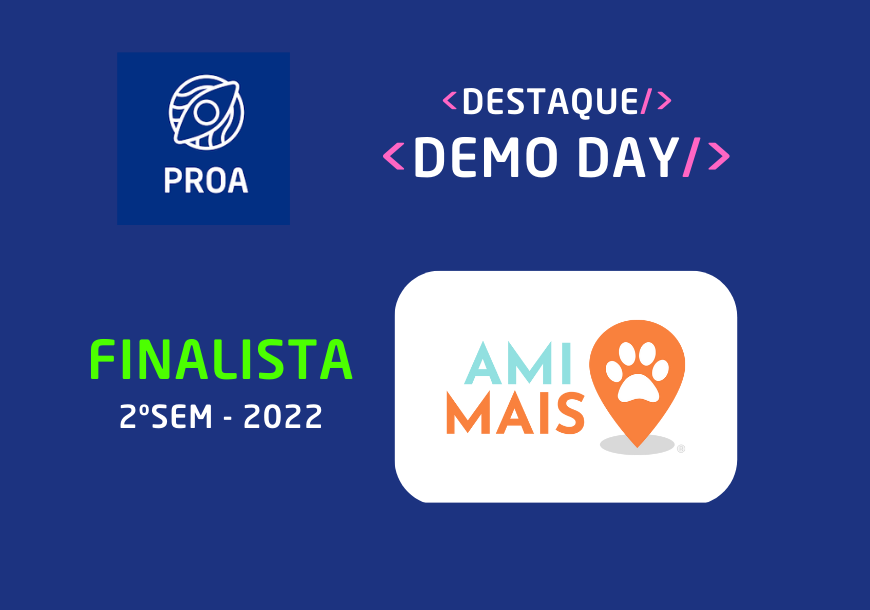 PROA
<DESTAQUE/>
<DEMO DAY/>
FINALISTA
2ºSEM - 2022
AMI
MAIS
®